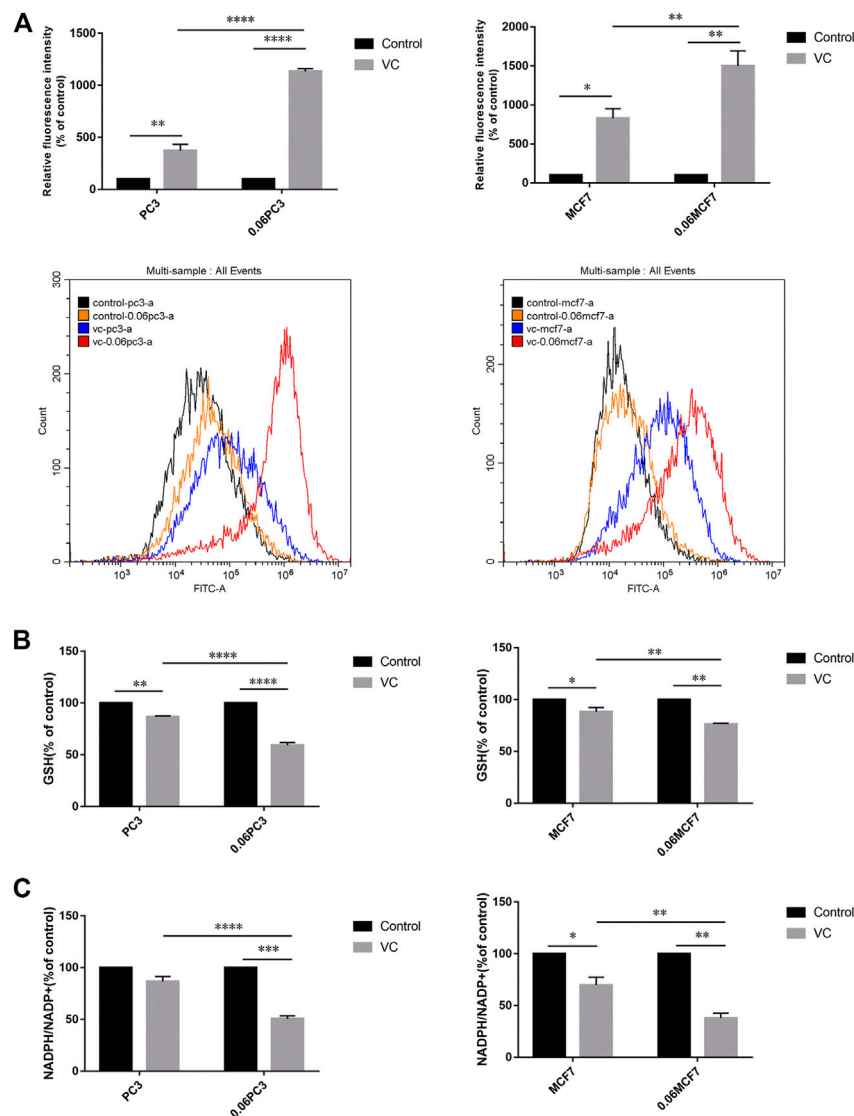 A
Relative fluorescence intensity
(% of control)
1500
1000
500
0
**
****
****
PC3
0.06PC3
Control
VC
Relative fluorescence intensity
(% of control)
2000
1500
1000
500
0
*
**
**
MCF7
0.06MCF7
Control
VC
Multi-sample : All Events
control-pc3-a
control-0.06pc3-a
vc-pc3-a
vc-0.06pc3-a
Count
300
200
100
0
10³ 10⁴ 10⁵ 10⁶ 10⁷
FITC-A
Multi-sample : All Events
control-mcf7-a
control-0.06mcf7-a
vc-mcf7-a
vc-0.06mcf7-a
Count
200
100
0
10³ 10⁴ 10⁵ 10⁶ 10⁷
FITC-A
B
GSH(% of control)
150
100
50
0
**
****
****
PC3
0.06PC3
Control
VC
GSH(% of control)
150
100
50
0
*
**
**
MCF7
0.06MCF7
Control
VC
C
NADPH/NADP+(%of control)
150
100
50
0
****
***
PC3
0.06PC3
Control
VC
NADPH/NADP+(%of control)
150
100
50
0
*
**
**
MCF7
0.06MCF7
Control
VC